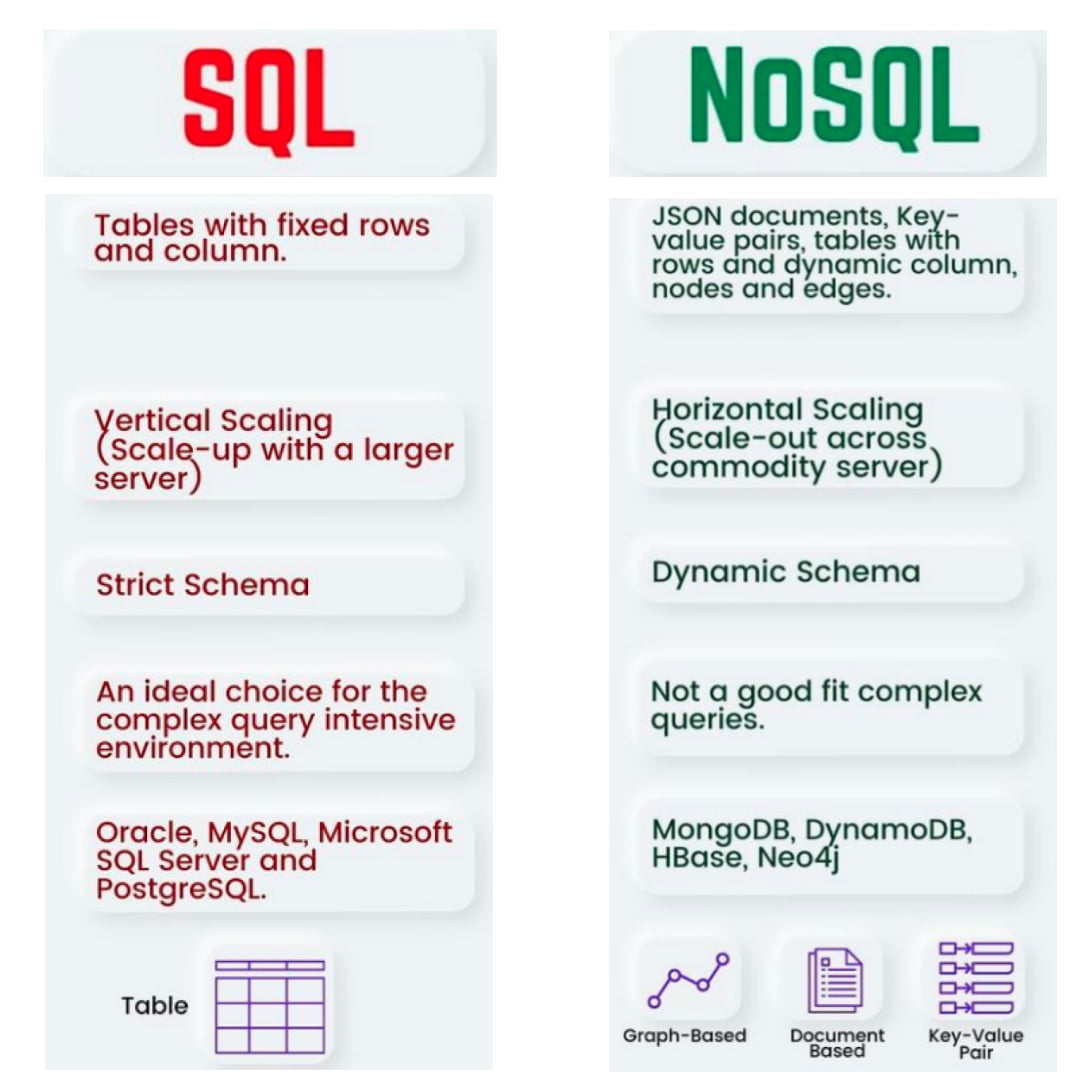 SQL
Tables with fixed rows
and column.
Vertical Scaling
(Scale-up with a larger
server)
Strict Schema
An ideal choice for the
complex query intensive
environment.
Oracle, MySQL, Microsoft
SQL Server and
PostgreSQL.
Table
NoSQL
JSON documents, Key-
value pairs, tables with
rows and dynamic column,
nodes and edges.
Horizontal Scaling
(Scale-out across
commodity server)
Dynamic Schema
Not a good fit complex
queries.
MongoDB, DynamoDB,
HBase, Neo4j
Graph-Based
Document
Based
Key-Value
Pair